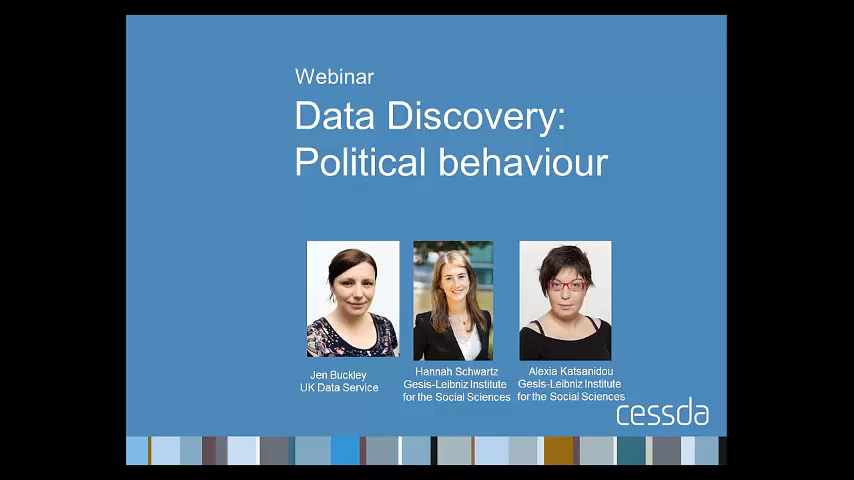 Webinar
Data Discovery:
Political behaviour
Jen Buckley
UK Data Service
Hannah Schwartz
Gesis-Leibniz Institute
for the Social Sciences
Alexia Katsanidou
Gesis-Leibniz Institute
for the Social Sciences
cessda